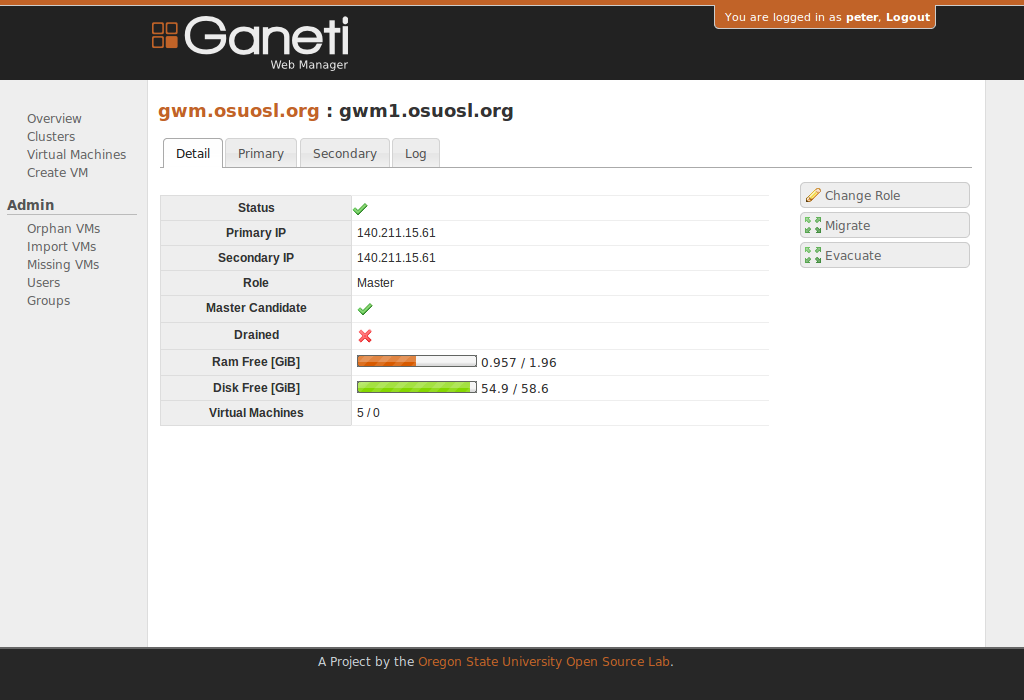 You are logged in as peter, Logout
Ganeti
Web Manager
Overview
Clusters
Virtual Machines
Create VM
Admin
Orphan VMs
Import VMs
Missing VMs
Users
Groups
gwm.osuosl.org : gwm1.osuosl.org
Detail Primary Secondary Log
Status
Primary IP 140.211.15.61
Secondary IP 140.211.15.61
Role Master
Master Candidate
Drained
Ram Free [GiB] 0.957 / 1.96
Disk Free [GiB] 54.9 / 58.6
Virtual Machines 5 / 0
Change Role
Migrate
Evacuate
A Project by the Oregon State University Open Source Lab.